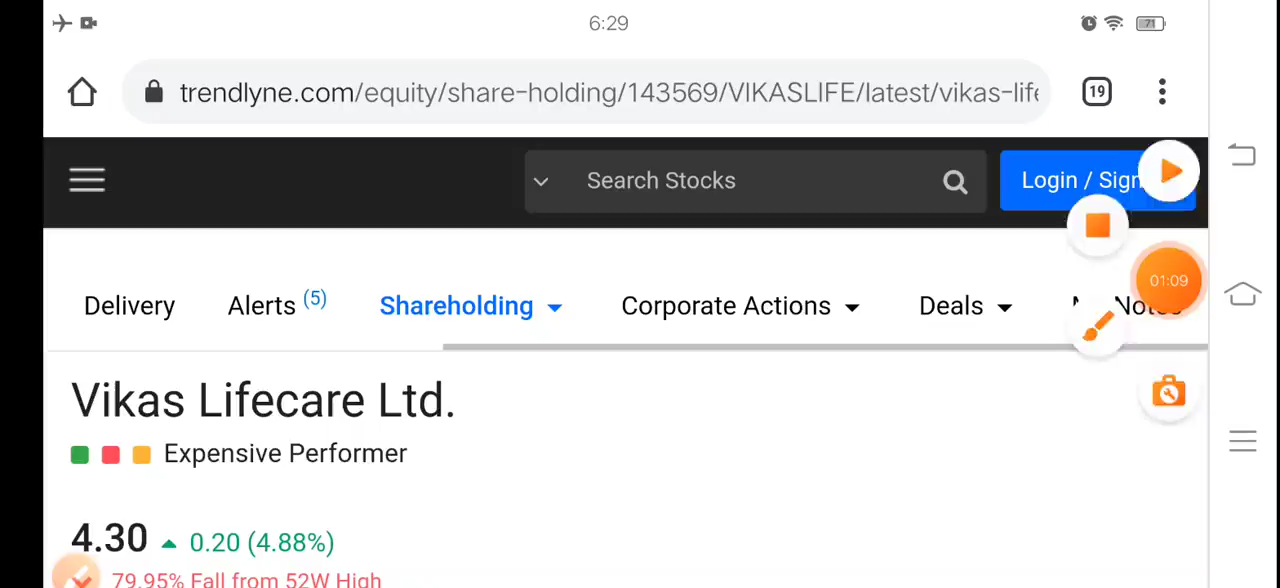 6:29
71
trendlyne.com/equity/share-holding/143569/VIKASLIFE/latest/vikas-life
19
Search Stocks
Login / Sign
01:09
Delivery
Alerts (5)
Shareholding
Corporate Actions
Deals
Vikas Lifecare Ltd.
Expensive Performer
4.30 0.20 (4.88%)
79.95% Fall from 52W High